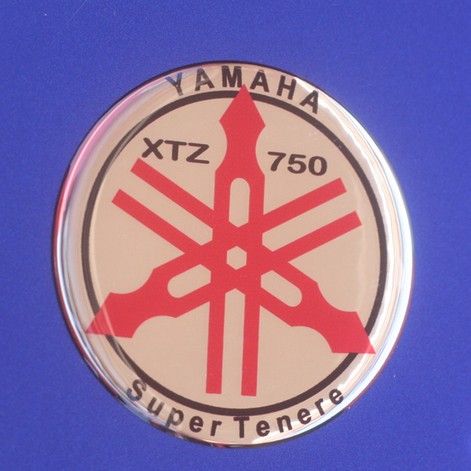 YAMAHA
XTZ 750
Super Tenere